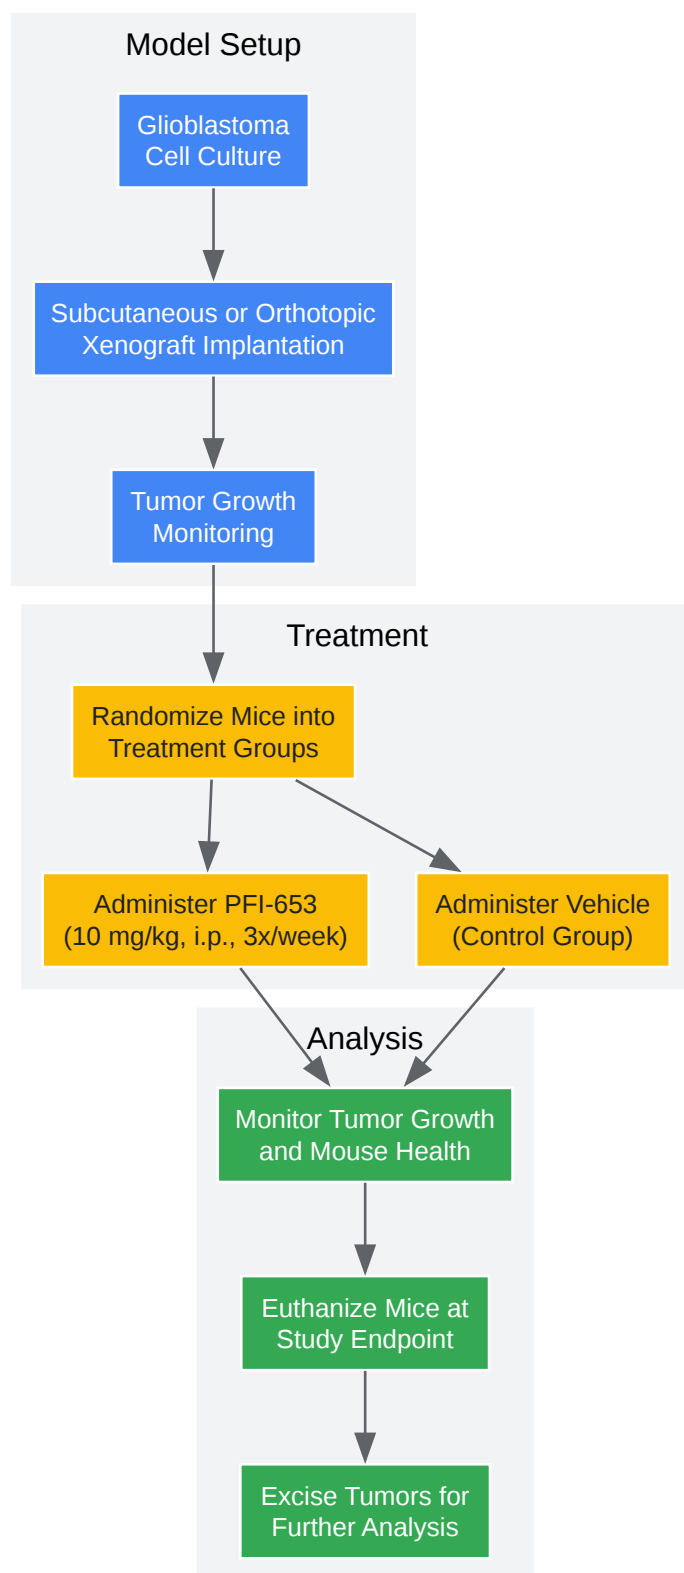 Model Setup
Glioblastoma
Cell Culture
Subcutaneous or Orthotopic
Xenograft Implantation
Tumor Growth
Monitoring
Treatment
Randomize Mice into
Treatment Groups
Administer PFI-653
(10 mg/kg, i.p., 3x/week)
Administer Vehicle
(Control Group)
Analysis
Monitor Tumor Growth
and Mouse Health
Euthanize Mice at
Study Endpoint
Excise Tumors for
Further Analysis